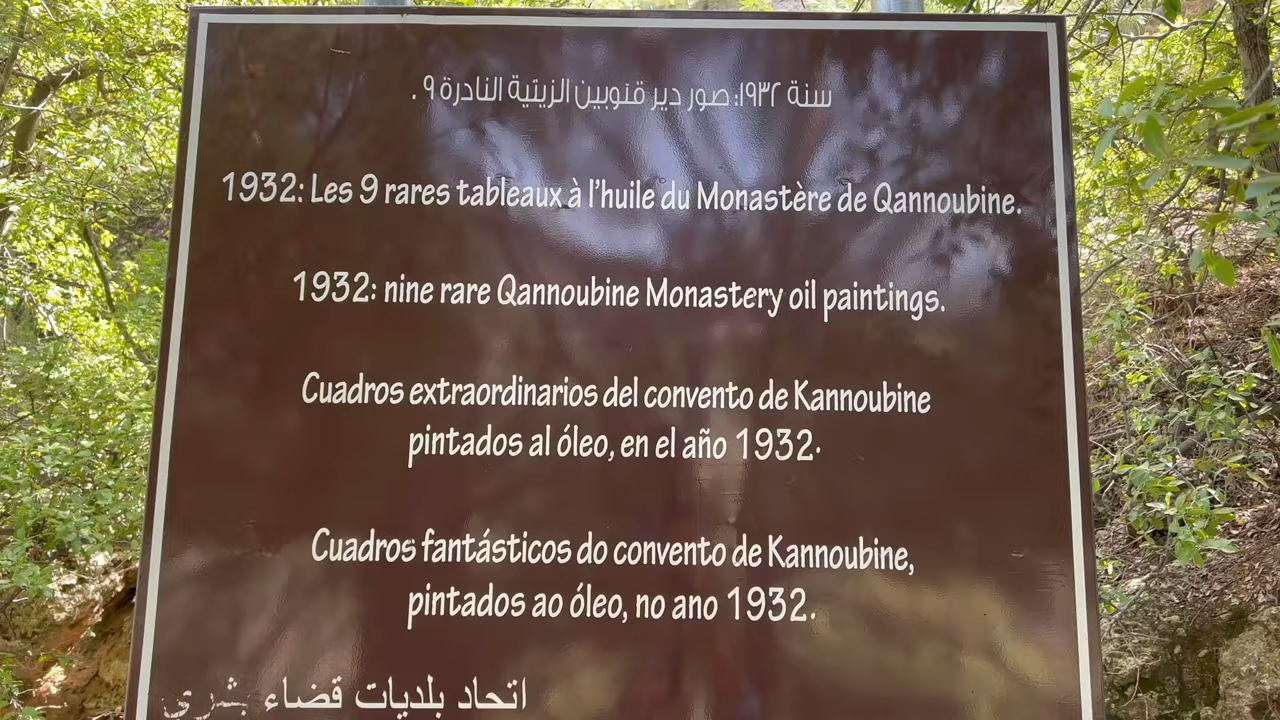 سنة ١٩٣٢: صور دير قنوبين الزيتية النادرة ٩ .
1932: Les 9 rares tableaux à l'huile du Monastère de Qannoubine.
1932: nine rare Qannoubine Monastery oil paintings.
Cuadros extraordinarios del convento de Kannoubine
pintados al óleo, en el año 1932.
Cuadros fantásticos do convento de Kannoubine,
pintados ao óleo, no ano 1932.
اتحاد بلديات قضاء بشري